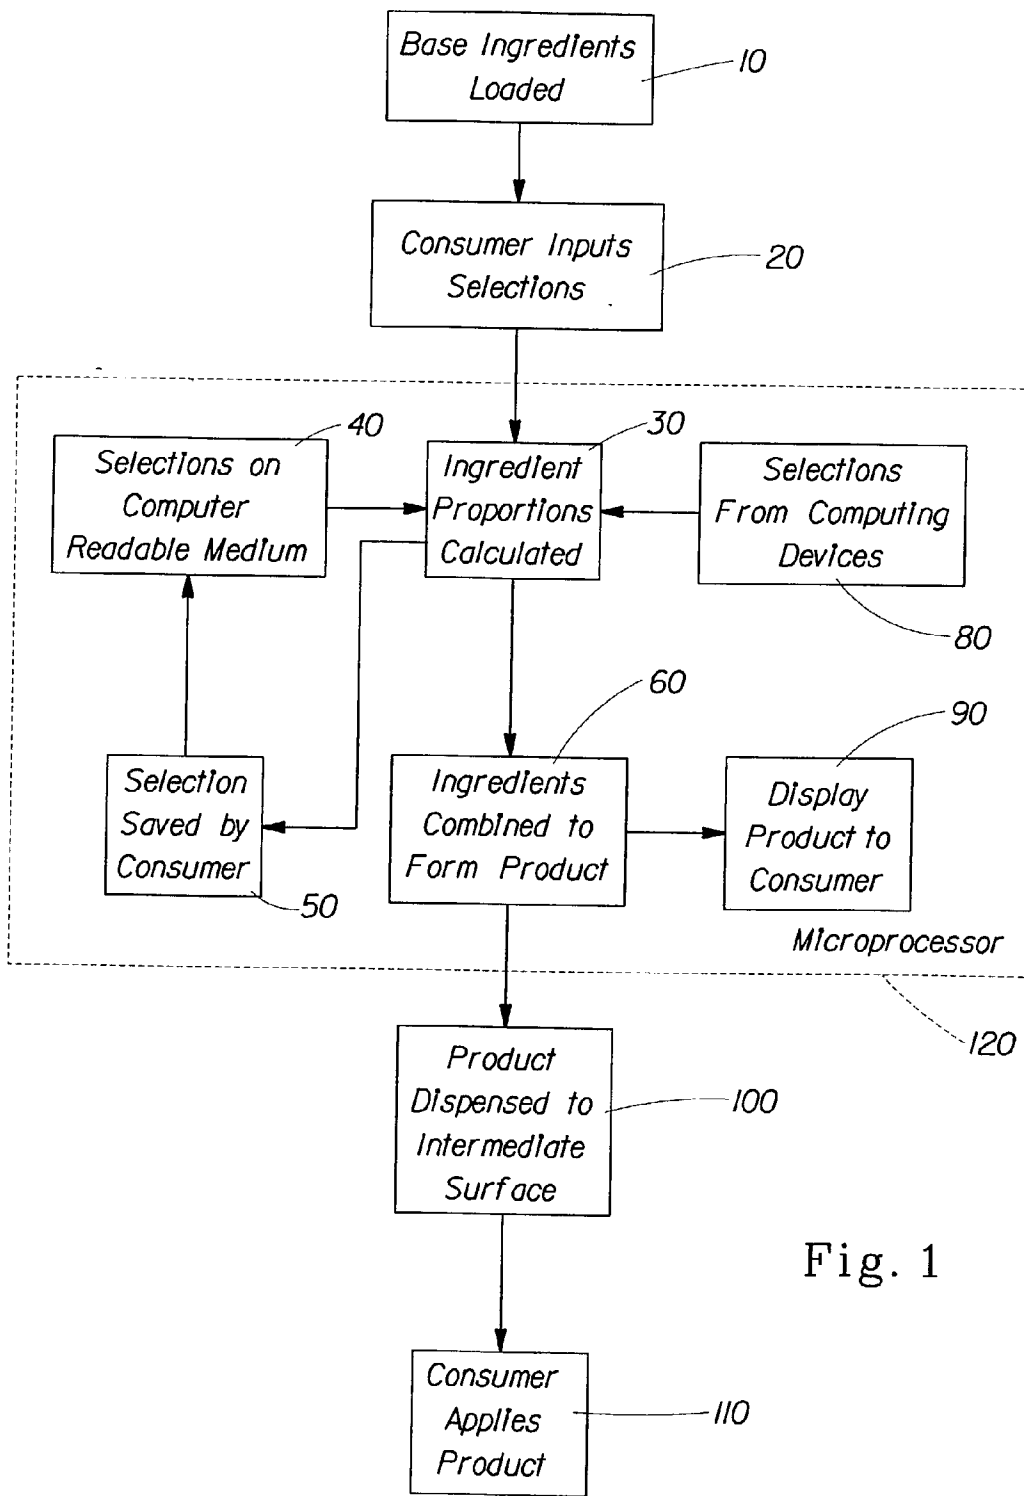 Base Ingredients
Loaded
10
Consumer Inputs
Selections
20
40
Selections on
Computer
Readable Medium
30
Ingredient
Proportions
Calculated
Selections
From Computing
Devices
80
60
90
Selection
Saved by
Consumer
50
Ingredients
Combined to
Form Product
Display
Product to
Consumer
Microprocessor
120
Product
Dispensed to
Intermediate
Surface
100
Fig. 1
Consumer
Applies
Product
110